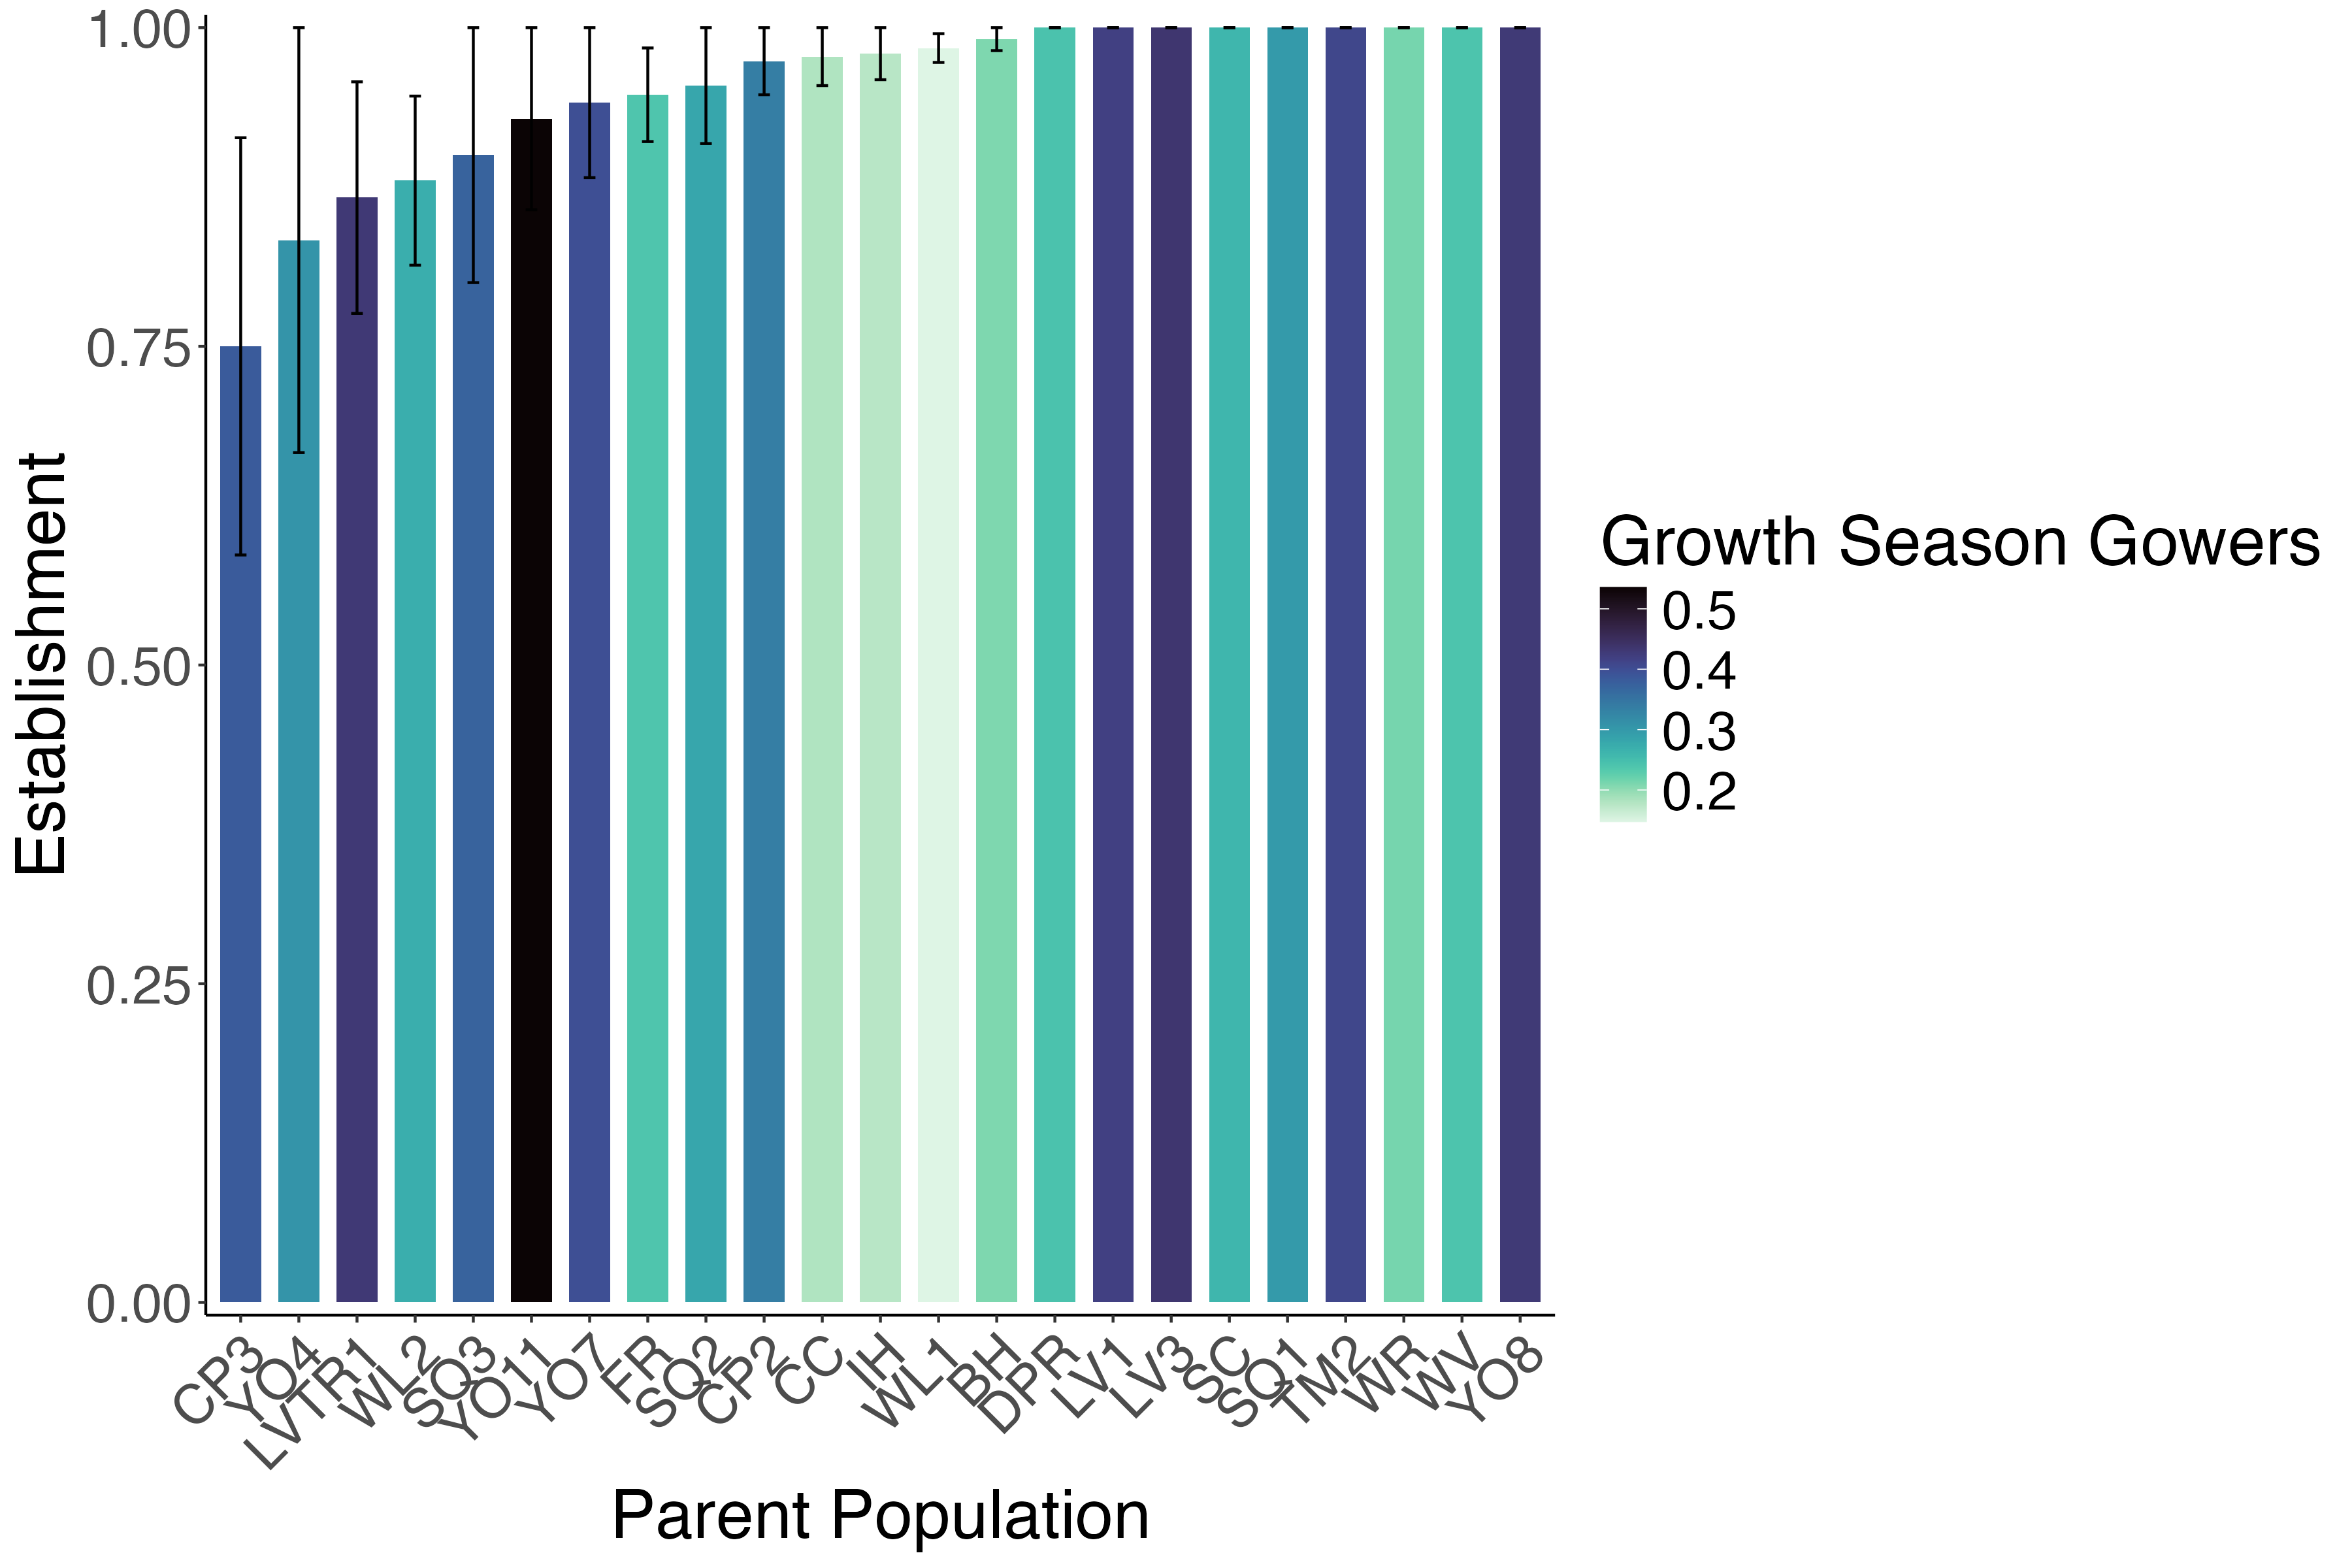 Establishment
1.00
0.75
0.50
0.25
0.00
CP3
YO4
LVTR1
WL2
SQ3
YO11
YO7
FR
SQ2
CP2
CC
IH
WL1
BH
DPR
LV1
LV3
SC
SQ1
TM2
WR
WV
YO8
Parent Population
Growth Season Gowers
0.5
0.4
0.3
0.2